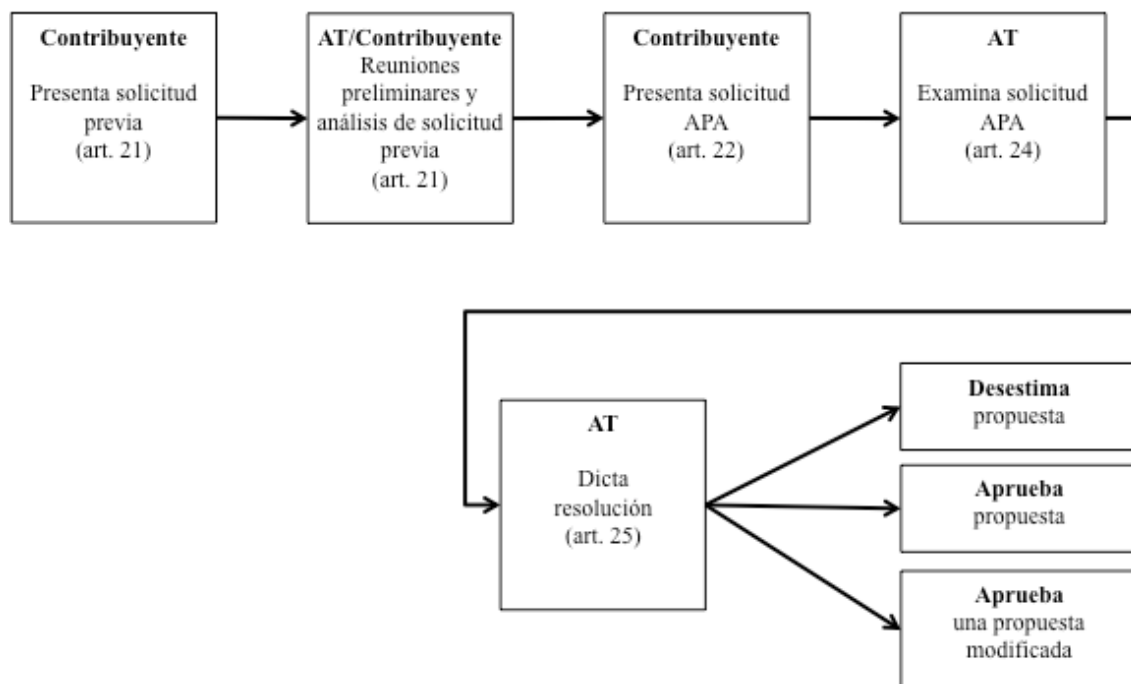 Contribuyente
Presenta solicitud
previa
(art. 21)
AT/Contribuyente
Reuniones
preliminares y
análisis de solicitud
previa
(art. 21)
Contribuyente
Presenta solicitud
APA
(art. 22)
AT
Examina solicitud
APA
(art. 24)
AT
Dicta
resolución
(art. 25)
Desestima
propuesta
Aprueba
propuesta
Aprueba
una propuesta
modificada